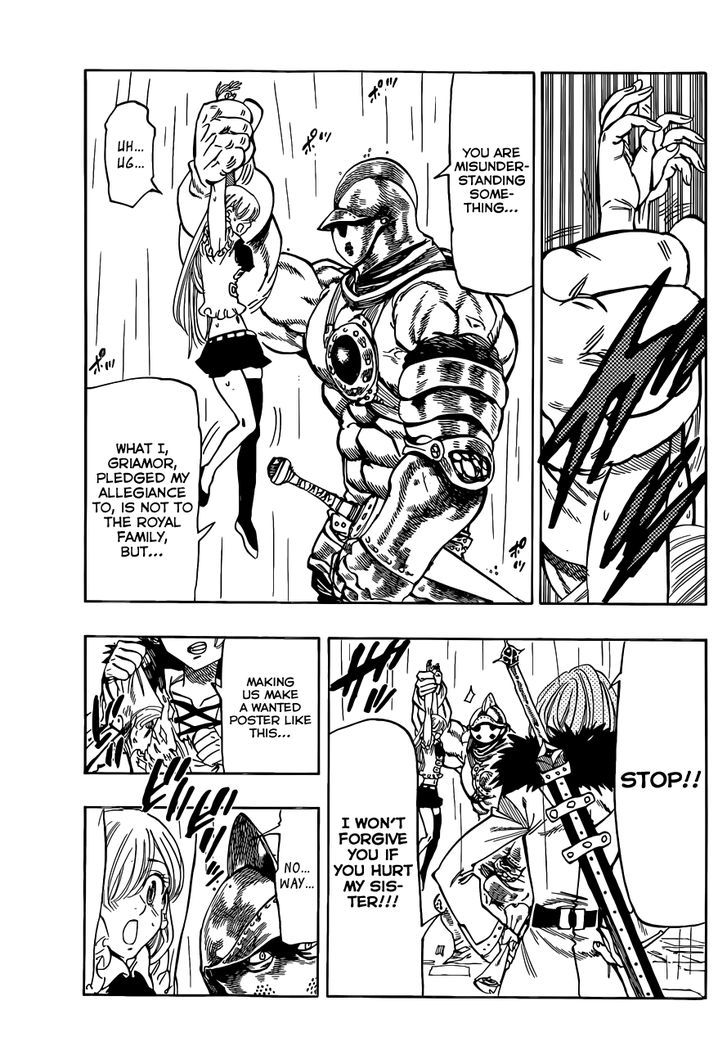 YOU ARE
MISUNDER-
STANDING
SOME-
THING...
UH...
UG...
WHAT I,
GRIAMOR,
PLEDGED MY
ALLEGIANCE
TO, IS NOT TO
THE ROYAL
FAMILY,
BUT...
STOP!!
I WON'T
FORGIVE
YOU IF
YOU HURT
MY SIS-
TER!!!
MAKING
US MAKE
A WANTED
POSTER LIKE
THIS...
NO...
WAY...